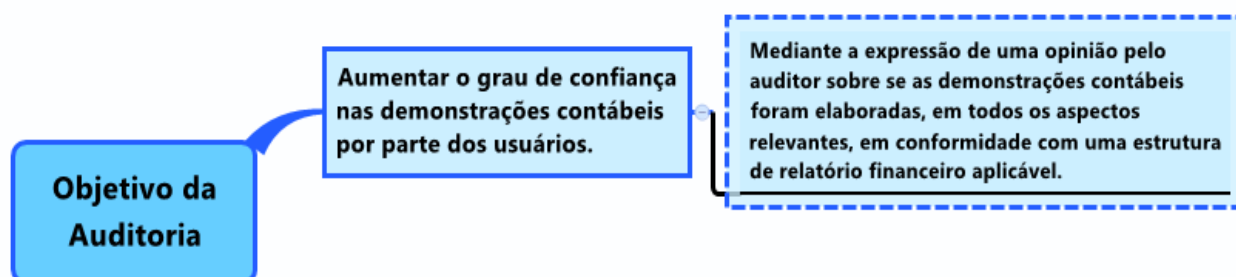 Objetivo da
Auditoria
Aumentar o grau de confiança
nas demonstrações contábeis
por parte dos usuários.
Mediante a expressão de uma opinião pelo
auditor sobre se as demonstrações contábeis
foram elaboradas, em todos os aspectos
relevantes, em conformidade com uma estrutura
de relatório financeiro aplicável.